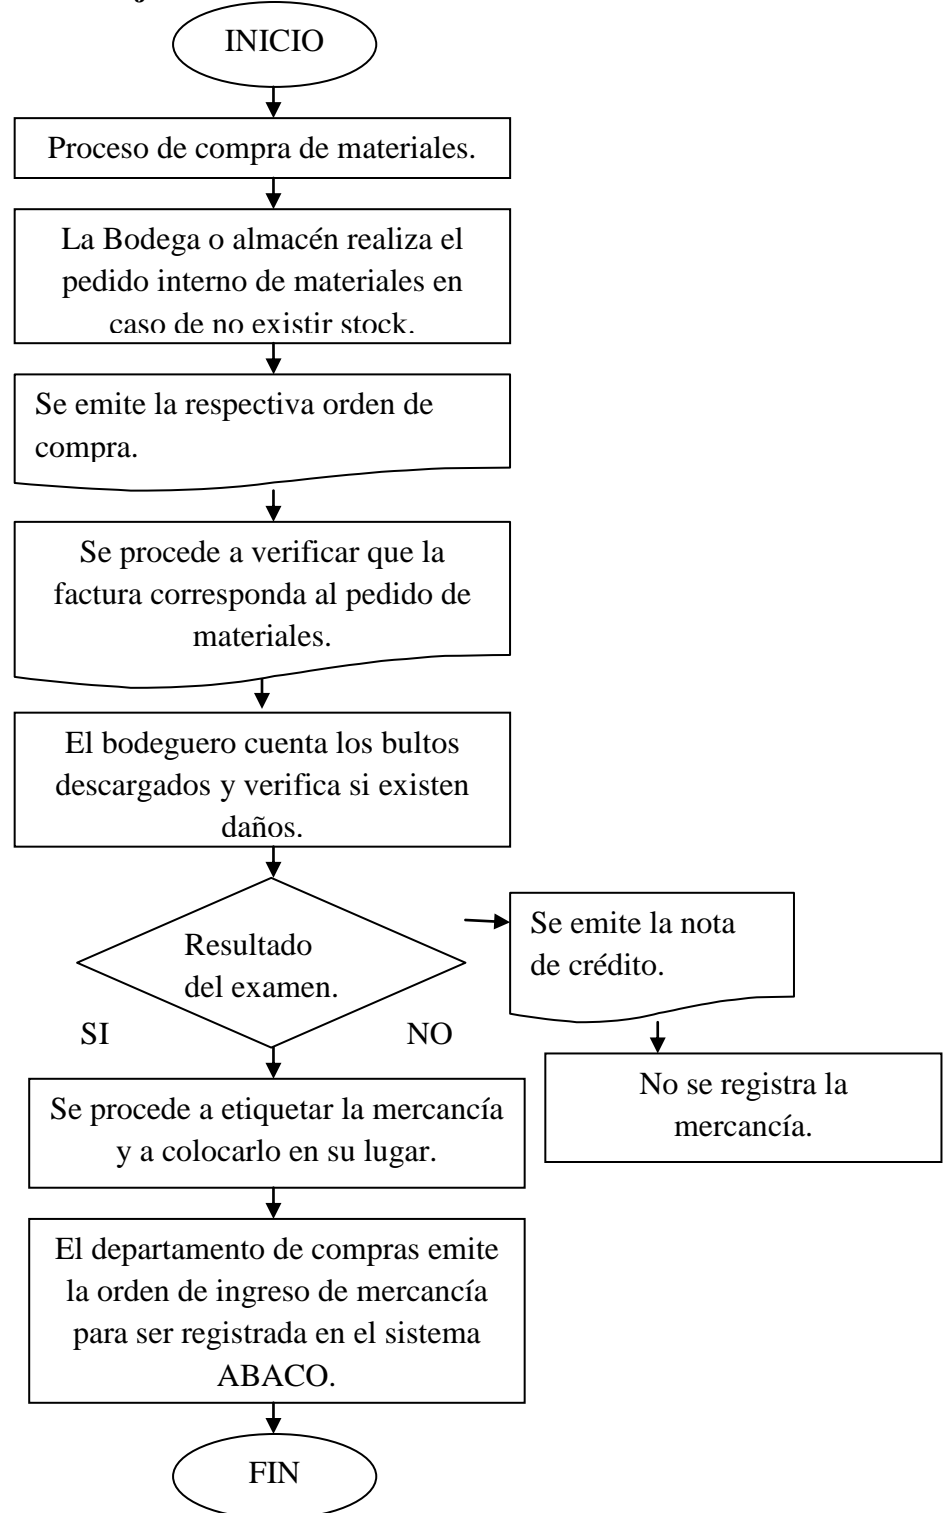 INICIO
Proceso de compra de materiales.
La Bodega o almacén realiza el
pedido interno de materiales en
caso de no existir stock.
Se emite la respectiva orden de
compra.
Se procede a verificar que la
factura corresponda al pedido de
materiales.
El bodeguero cuenta los bultos
descargados y verifica si existen
daños.
Resultado
del examen.
SI
NO
Se emite la nota
de crédito.
No se registra la
mercancía.
Se procede a etiquetar la mercancía
y a colocarlo en su lugar.
El departamento de compras emite
la orden de ingreso de mercancía
para ser registrada en el sistema
ABACO.
FIN